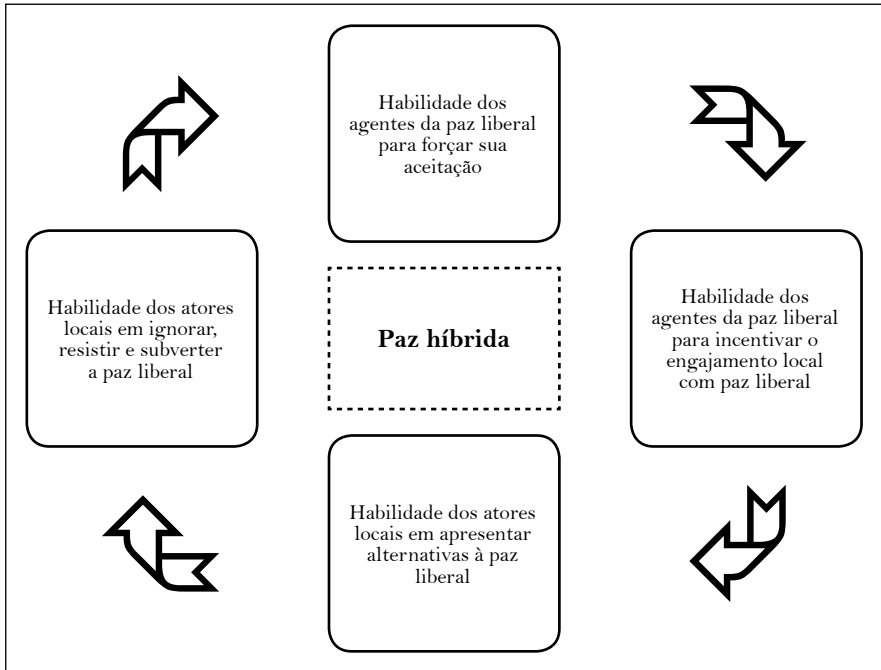 Habilidade dos
agentes da paz liberal
para forçar sua
aceitação
Habilidade dos atores
locais em ignorar,
resistir e subverter
a paz liberal
Paz híbrida
Habilidade dos
agentes da paz liberal
para incentivar o
engajamento local
com paz liberal
Habilidade dos atores
locais em apresentar
alternativas à paz
liberal